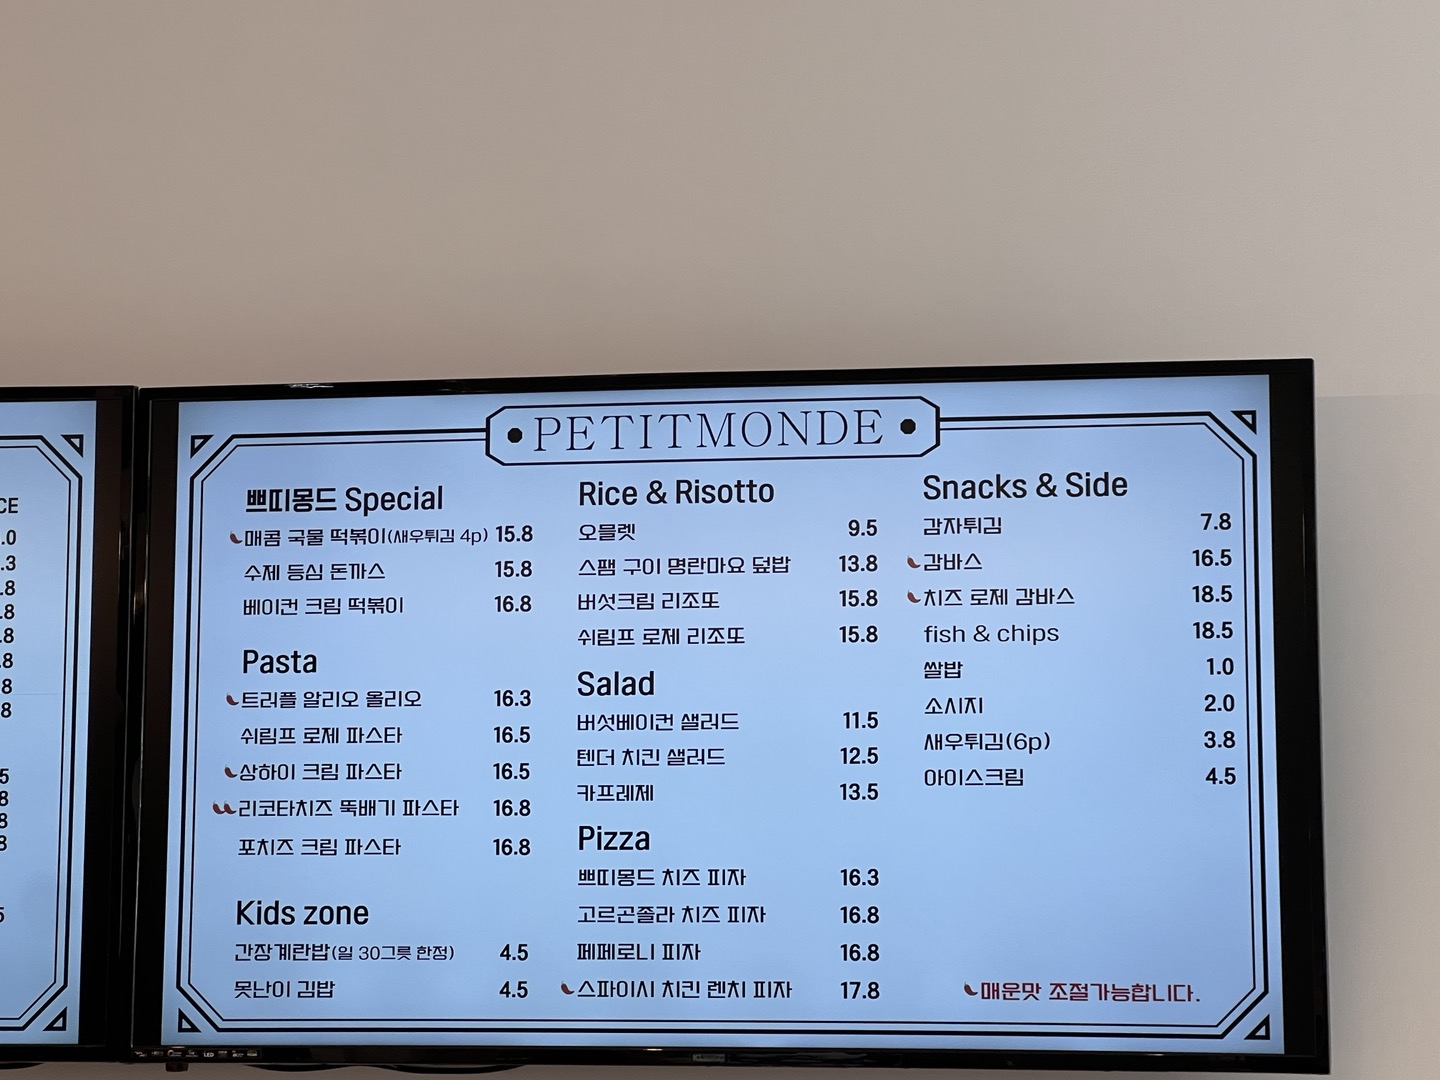 PETITMONDE
쁘띠몽드 Special
매콤 국물 떡볶이(새우튀김 4p) 15.8
수제 등심 돈까스 15.8
베이컨 크림 떡볶이 16.8
Pasta
트러플 알리오 올리오 16.3
쉬림프 로제 파스타 16.5
상하이 크림 파스타 16.5
리코타치즈 뚝배기 파스타 16.8
포치즈 크림 파스타 16.8
Kids zone
간장계란밥(일 30그릇 한정) 4.5
못난이 김밥 4.5
Rice & Risotto
오믈렛 9.5
스팸 구이 명란마요 덮밥 13.8
버섯크림 리조또 15.8
쉬림프 로제 리조또 15.8
Salad
버섯베이컨 샐러드 11.5
텐더 치킨 샐러드 12.5
카프레제 13.5
Pizza
쁘띠몽드 치즈 피자 16.3
고르곤졸라 치즈 피자 16.8
페페로니 피자 16.8
스파이시 치킨 렌치 피자 17.8
Snacks & Side
감자튀김 7.8
감바스 16.5
치즈 로제 감바스 18.5
fish & chips 18.5
쌀밥 1.0
소시지 2.0
새우튀김(6p) 3.8
아이스크림 4.5
매운맛 조절가능합니다.